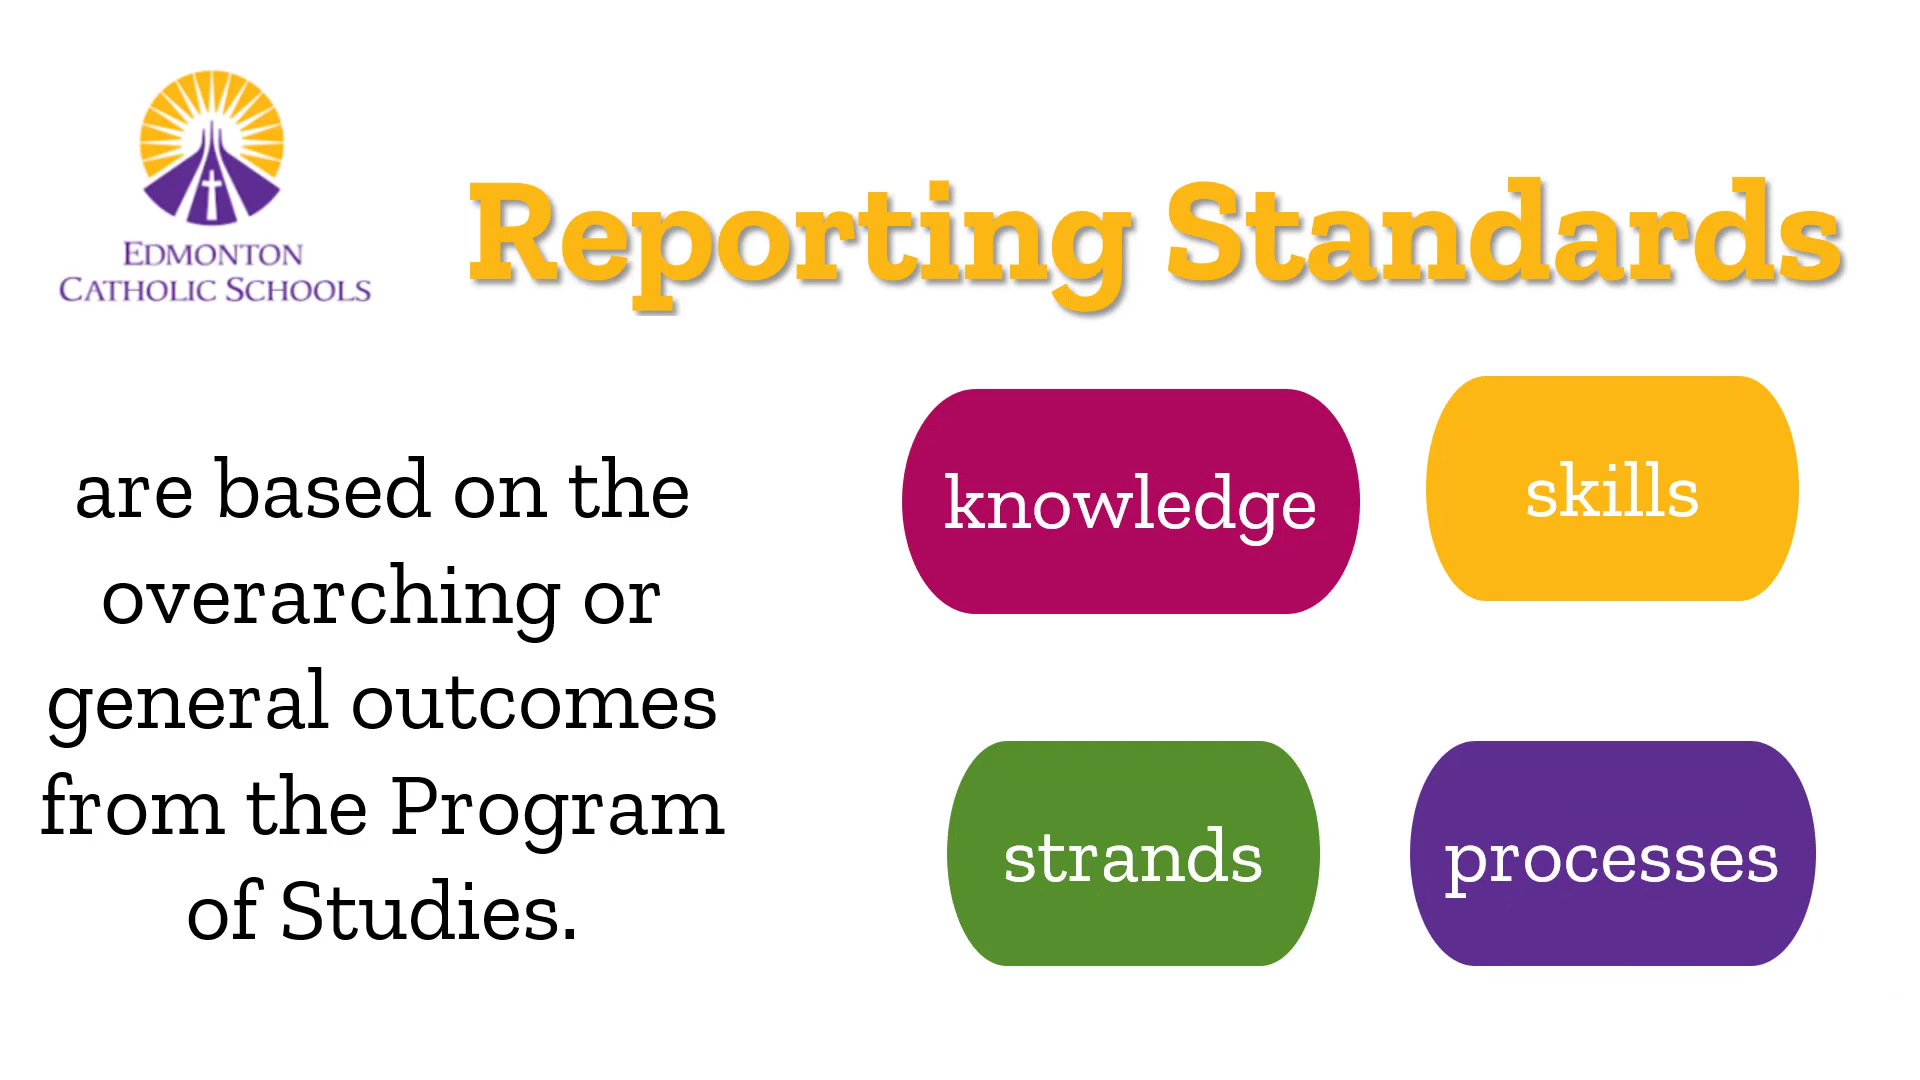 EDMONTON
CATHOLIC SCHOOLS
Reporting Standards
are based on the
overarching or
general outcomes
from the Program
of Studies.
knowledge
skills
strands
processes